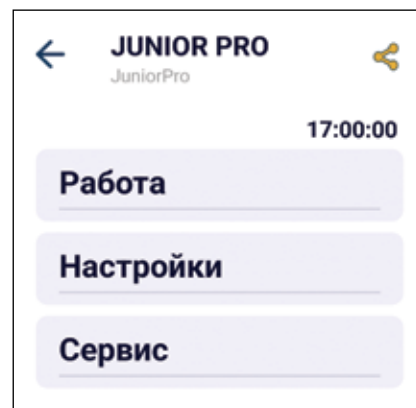 JUNIOR PRO
JuniorPro
17:00:00
Работа
Настройки
Сервис